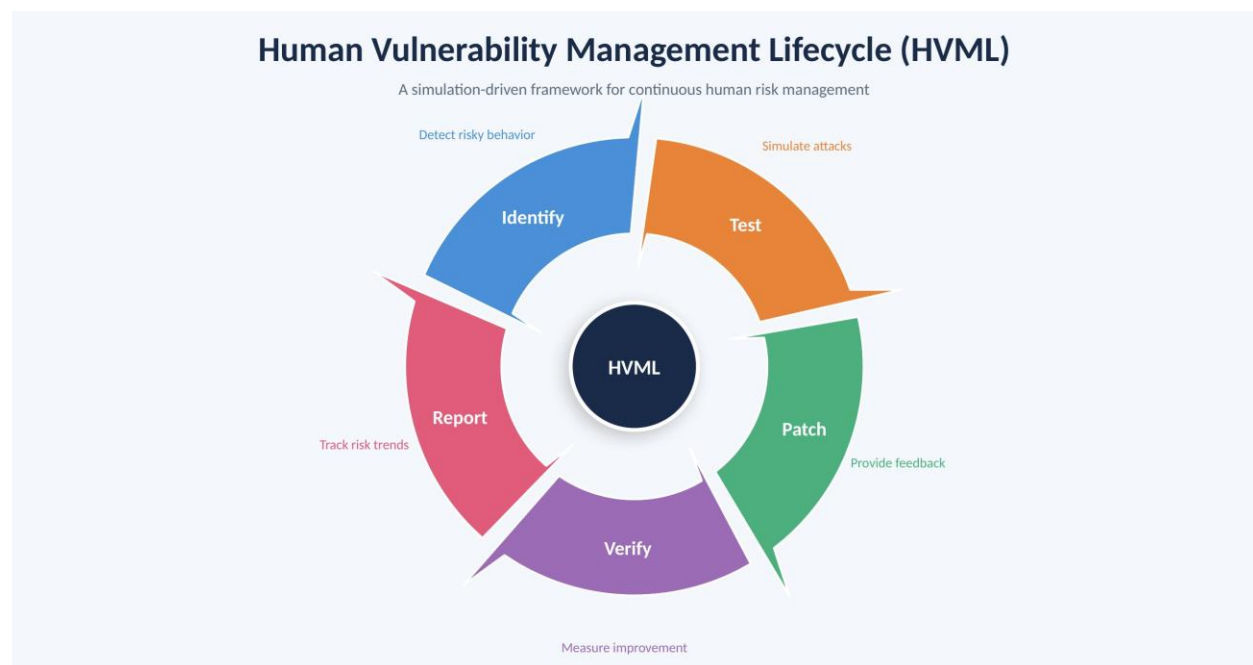 Human Vulnerability Management Lifecycle (HVML)
A simulation-driven framework for continuous human risk management
Detect risky behavior
Simulate attacks
Identify
Test
HVML
Report
Patch
Track risk trends
Provide feedback
Verify
Measure improvement